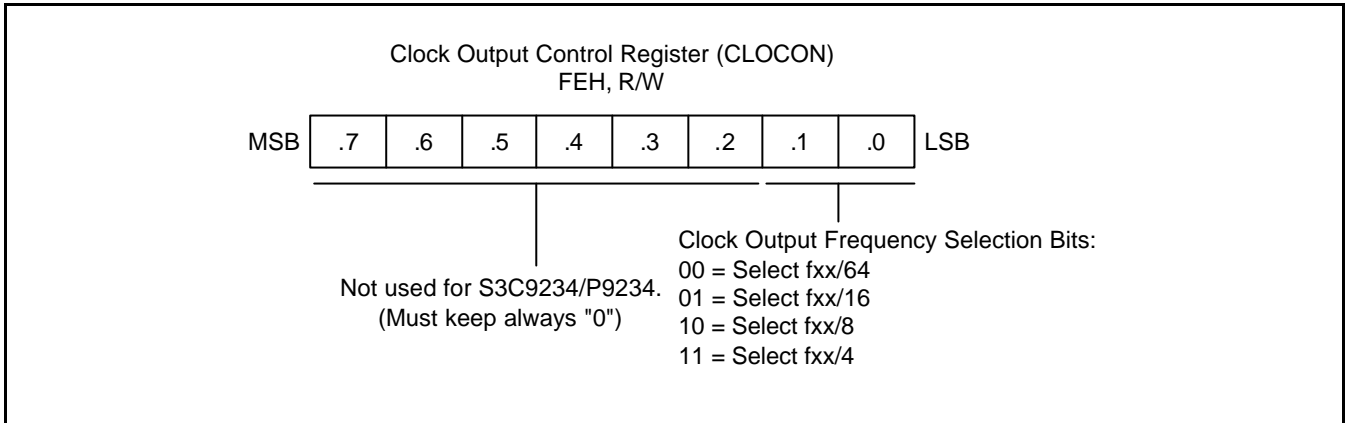 Clock Output Control Register (CLOCON)
FEH, R/W
MSB .7 .6 .5 .4 .3 .2 .1 .0 LSB
Clock Output Frequency Selection Bits:
00 = Select fxx/64
01 = Select fxx/16
10 = Select fxx/8
11 = Select fxx/4
Not used for S3C9234/P9234.
(Must keep always "0")